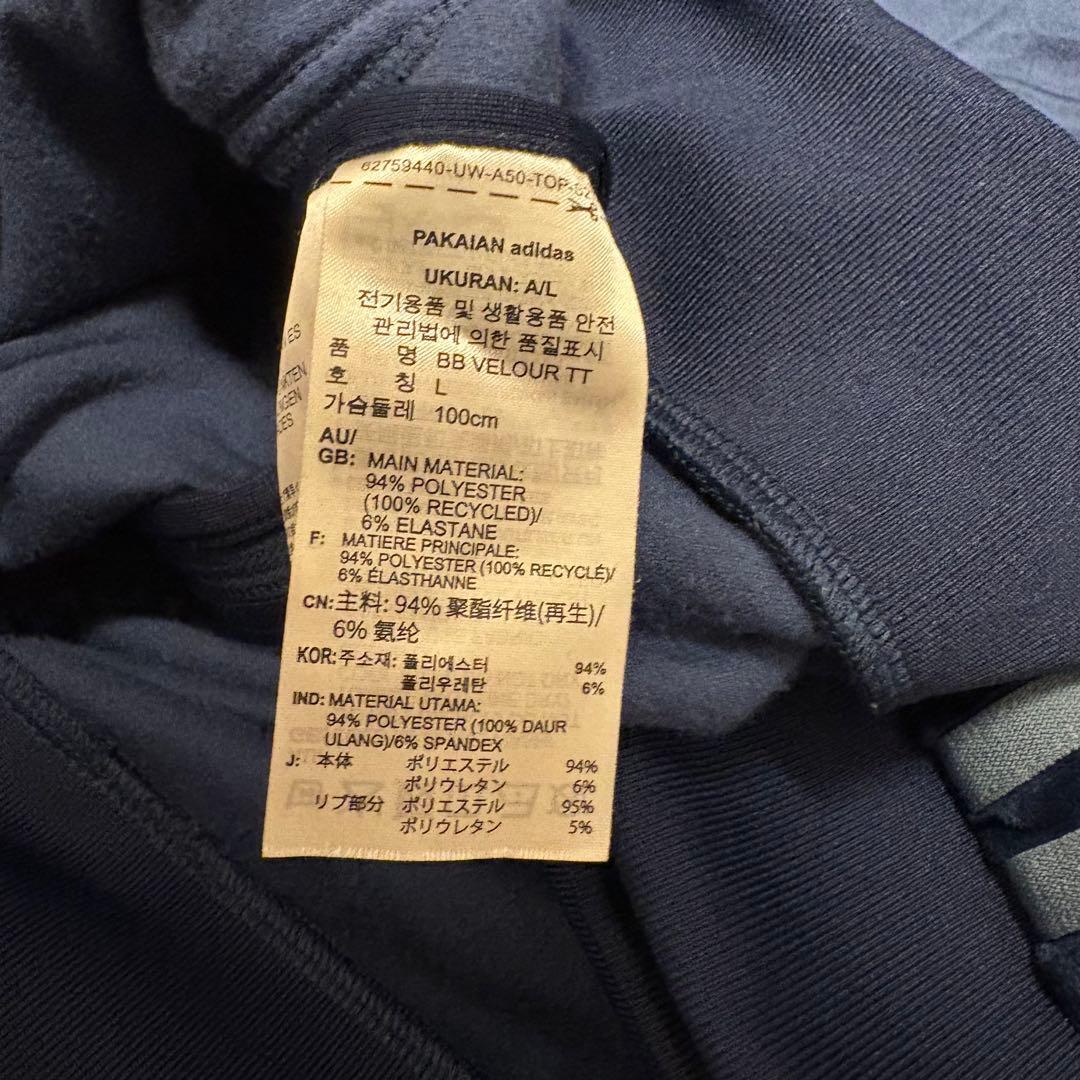 62759440-UW-A50-TOP
PAKAIAN adidas
UKURAN: A/L
전기용품 및 생활용품 안전
관리법에 의한 품질표시
품 명 BB VELOUR TT
호 칭 L
가슴둘레 100cm
AU/
GB: MAIN MATERIAL:
94% POLYESTER
(100% RECYCLED)/
6% ELASTANE
F: MATIERE PRINCIPALE:
94% POLYESTER (100% RECYCLÉ)/
6% ÉLASTHANNE
CN:主料: 94% 聚酯纤维(再生)/
6% 氨纶
KOR:주소재: 폴리에스터 94%
폴리우레탄 6%
IND: MATERIAL UTAMA:
94% POLYESTER (100% DAUR
ULANG)/6% SPANDEX
J: 本体 ポリエステル 94%
ポリウレタン 6%
リブ部分 ポリエステル 95%
ポリウレタン 5%